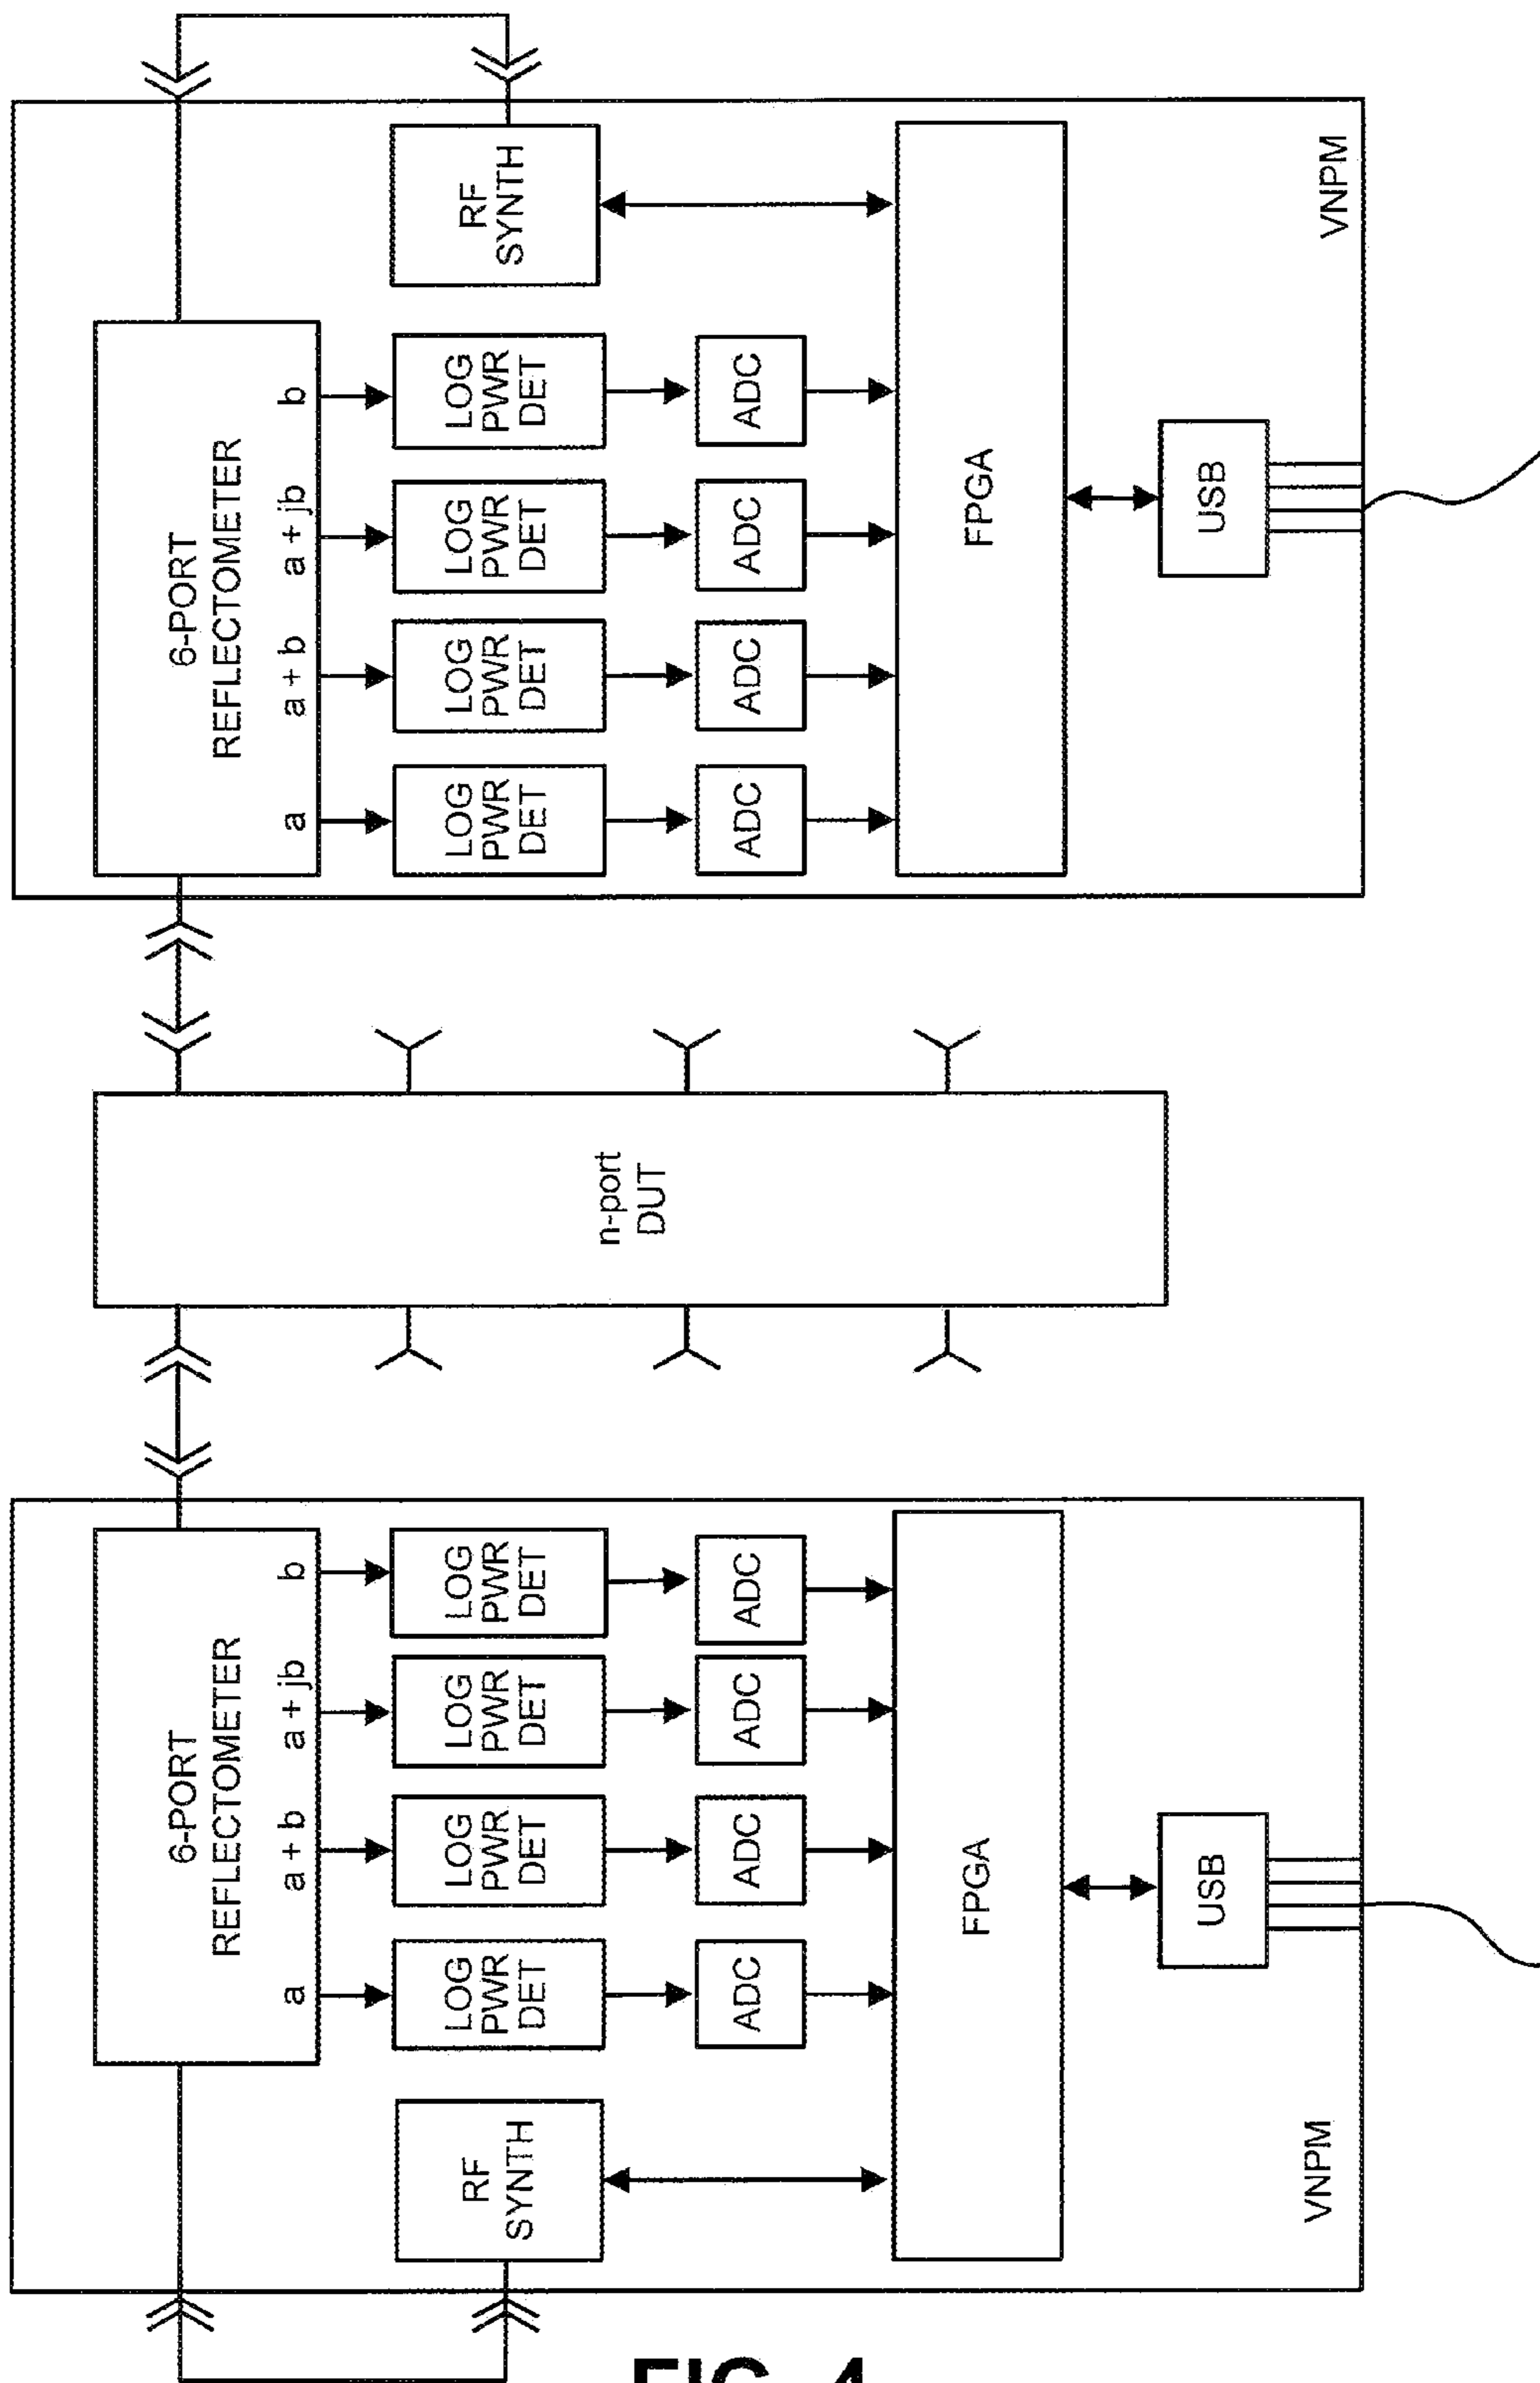 6-PORT
REFLECTOMETER
a
a + b
a + jb
b
RF
SYNTH
LOG
PWR
DET
LOG
PWR
DET
LOG
PWR
DET
LOG
PWR
DET
ADC
ADC
ADC
ADC
FPGA
USB
VNPM
n-port
DUT
6-PORT
REFLECTOMETER
a
a + b
a + jb
b
LOG
PWR
DET
LOG
PWR
DET
LOG
PWR
DET
LOG
PWR
DET
RF
SYNTH
ADC
ADC
ADC
ADC
FPGA
USB
VNPM
FIG. 4